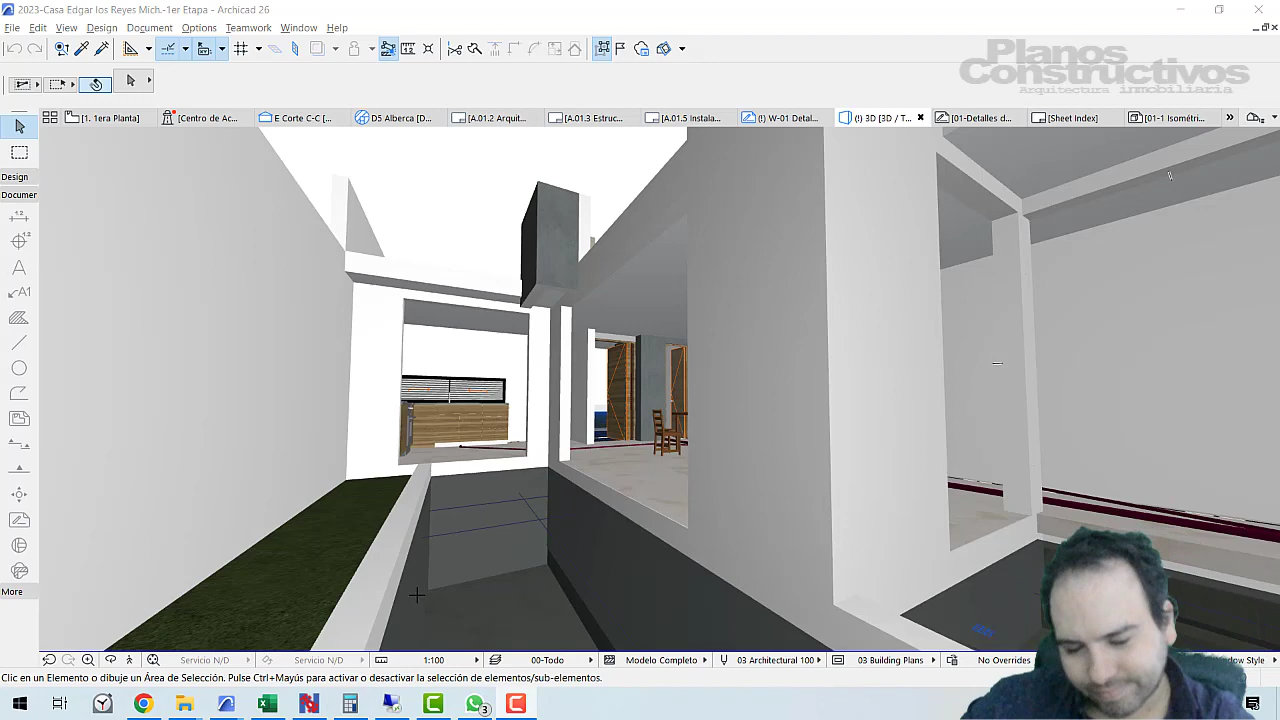 2023-Casa Edgar los Reyes Mich.-1er Etapa - Archicad 26
File Edit View Design Document Options Teamwork Window Help
Planos
Constructivos
Arquitectura inmobiliaria
[1. 1era Planta] [Centro de Ac... E Corte C-C [... D5 Alberca [D... [A.01.2 Arquit... [A.01.3 Estruc... [A.01.5 Instala... (!) W-01 Detal... (!) 3D [3D / T... [01-Detalles d... [Sheet Index] [01-1 Isométri...
Design
Documen
A
A1
More
Servicio N/D Servicio N/D 1:100 00-Todo Modelo Completo 03 Architectural 100 03 Building Plans No Overrides Window Style
Clic en un Elemento o dibuje un Área de Selección. Pulse Ctrl+Mayús para activar o desactivar la selección de elementos/sub-elementos.
3